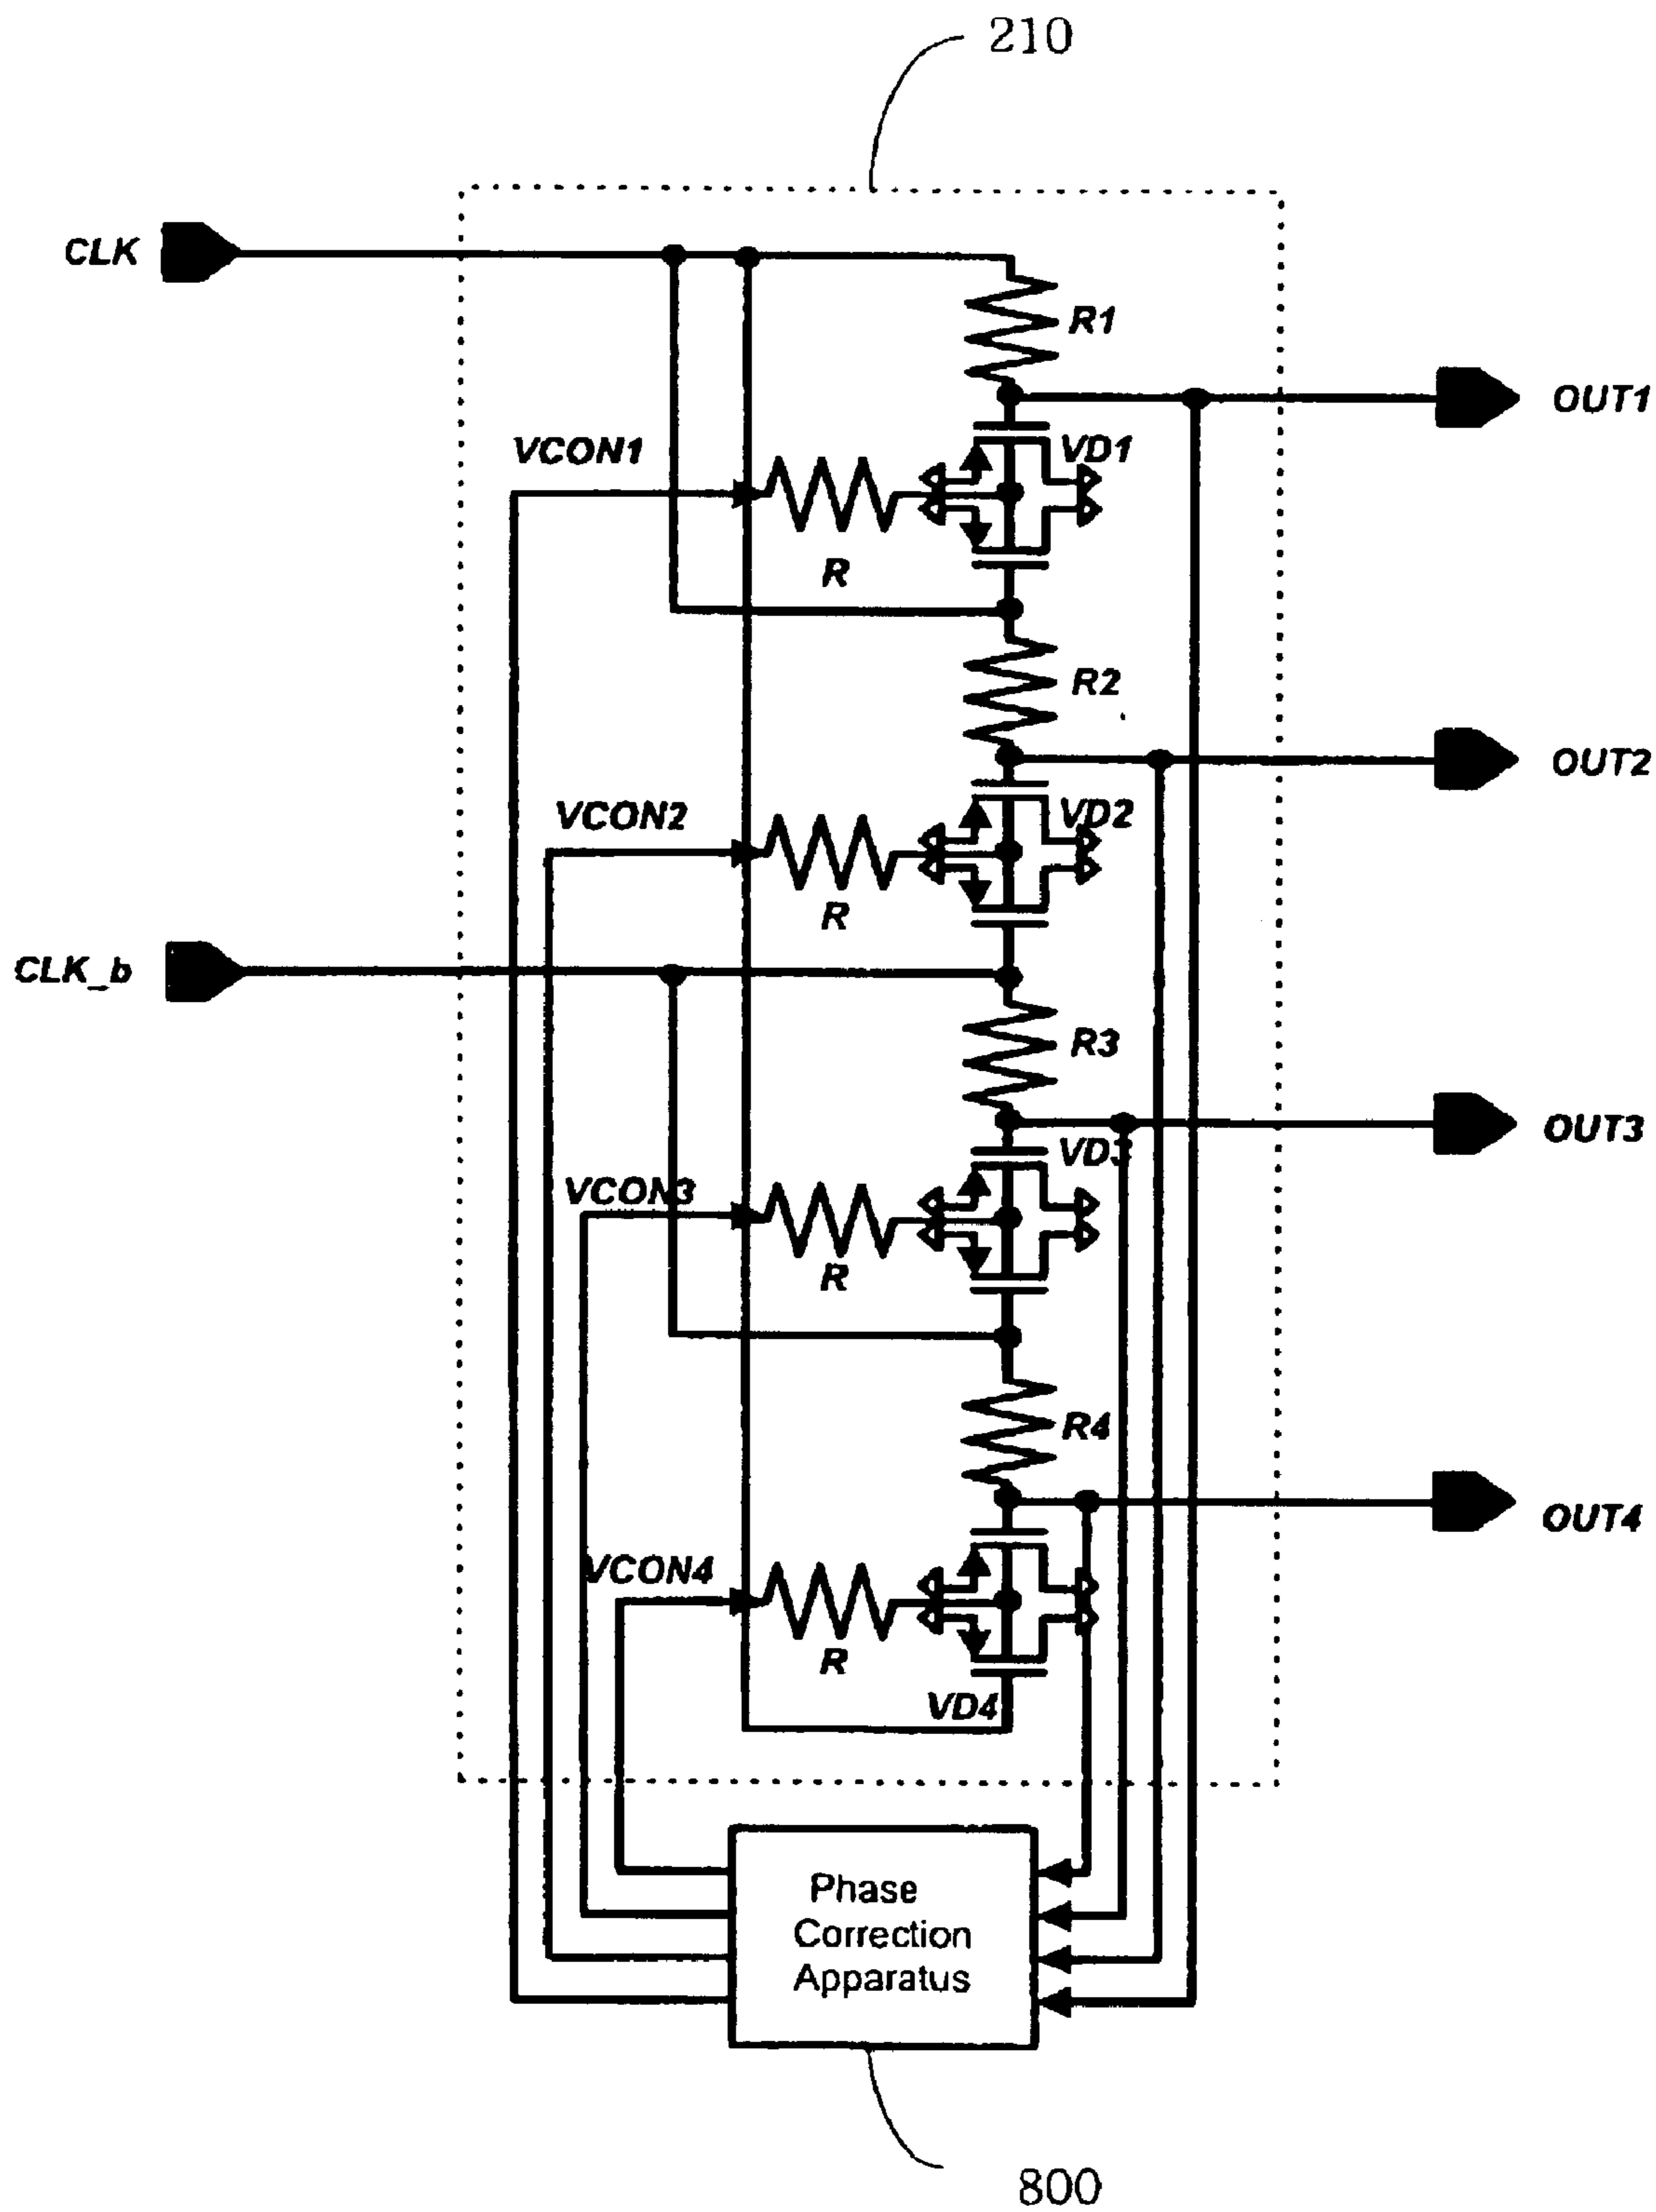 210
CLK
R1
OUT1
VCON1
VD1
R
R2
OUT2
VCON2
VD2
R
CLK_b
R3
OUT3
VD3
VCON3
R
R4
OUT4
VCON4
R
VD4
Phase
Correction
Apparatus
800